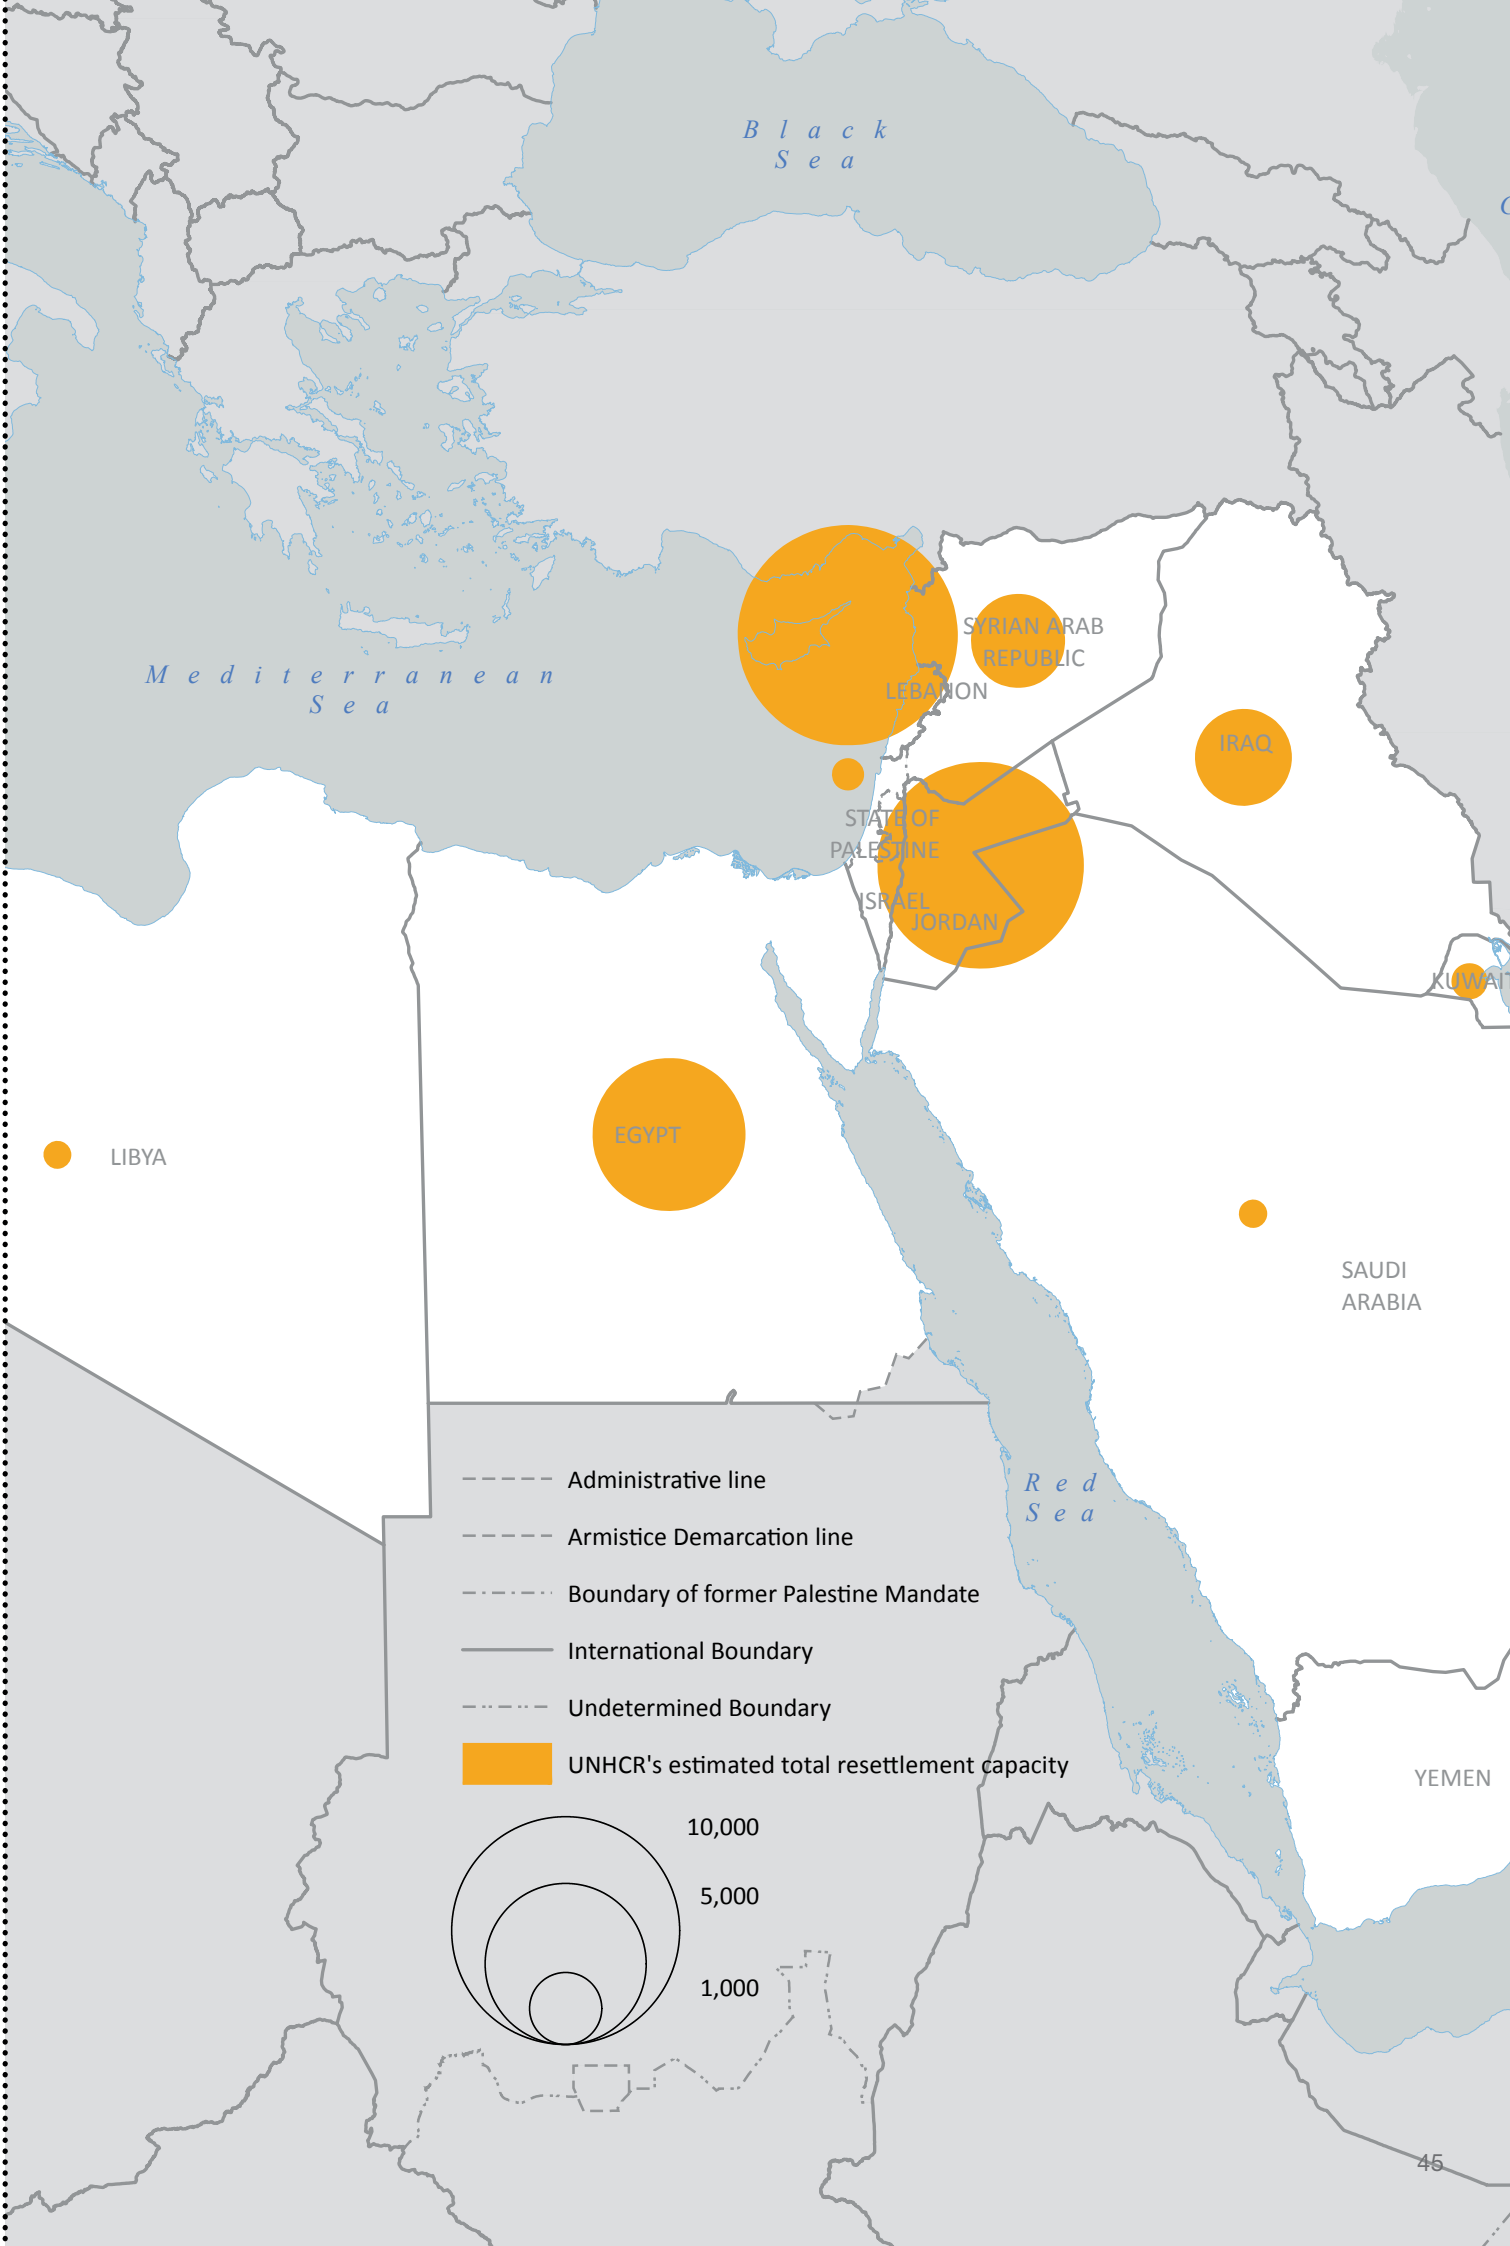 Black
Sea
Mediterranean
Sea
SYRIAN ARAB
REPUBLIC
LEBANON
IRAQ
STATE OF
PALESTINE
ISRAEL
JORDAN
KUWAIT
EGYPT
LIBYA
SAUDI
ARABIA
Red
Sea
YEMEN
Administrative line
Armistice Demarcation line
Boundary of former Palestine Mandate
International Boundary
Undetermined Boundary
UNHCR's estimated total resettlement capacity
10,000
5,000
1,000
45